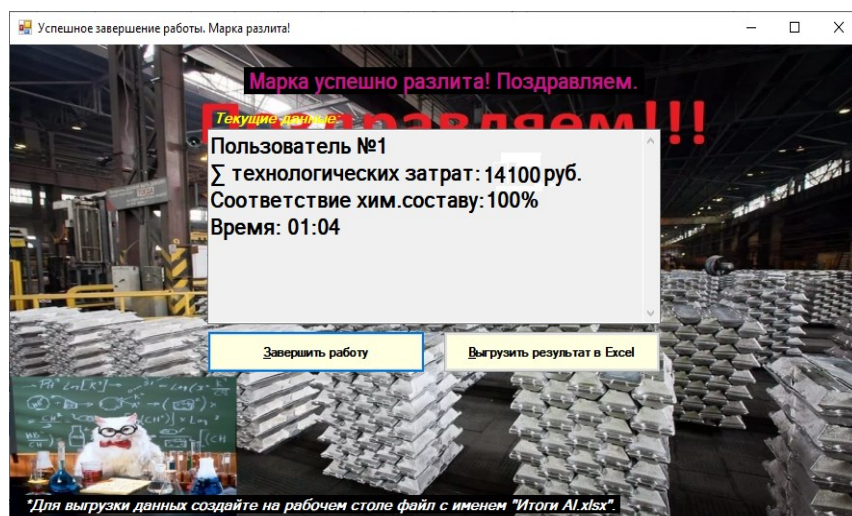 Успешное завершение работы. Марка разлита!
Марка успешно разлита! Поздравляем.
Текущие данные:
Пользователь №1
∑ технологических затрат: 14100 руб.
Соответствие хим.составу: 100%
Время: 01:04
Завершить работу
Выгрузить результат в Excel
*Для выгрузки данных создайте на рабочем столе файл с именем "Итоги Al.xlsx".